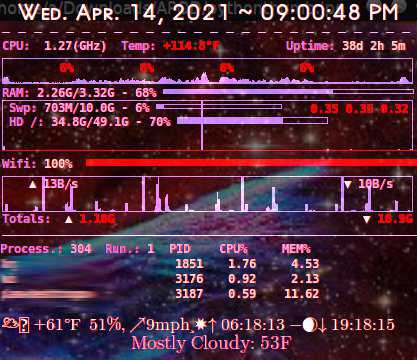 Wed. Apr. 14, 2021 ~ 09:00:48 PM
CPU: 1.27(GHz) Temp: +114.8°F Uptime: 38d 2h 5m
0% 0% 0% 0%
RAM: 2.26G/3.32G - 68%
Swp: 703M/10.0G - 6% 0.35 0.38 0.32
HD /: 34.8G/49.1G - 70%
Wifi: 100%
▲ 13B/s ▼ 10B/s
Totals: ▲ 1.18G ▼ 18.9G
Process.: 304 Run.: 1 PID CPU% MEM%
1851 1.76 4.53
3176 0.92 2.13
3187 0.59 11.62
+61°F 51%, ↗9mph ☀↑ 06:18:13 — ↓ 19:18:15
Mostly Cloudy: 53F